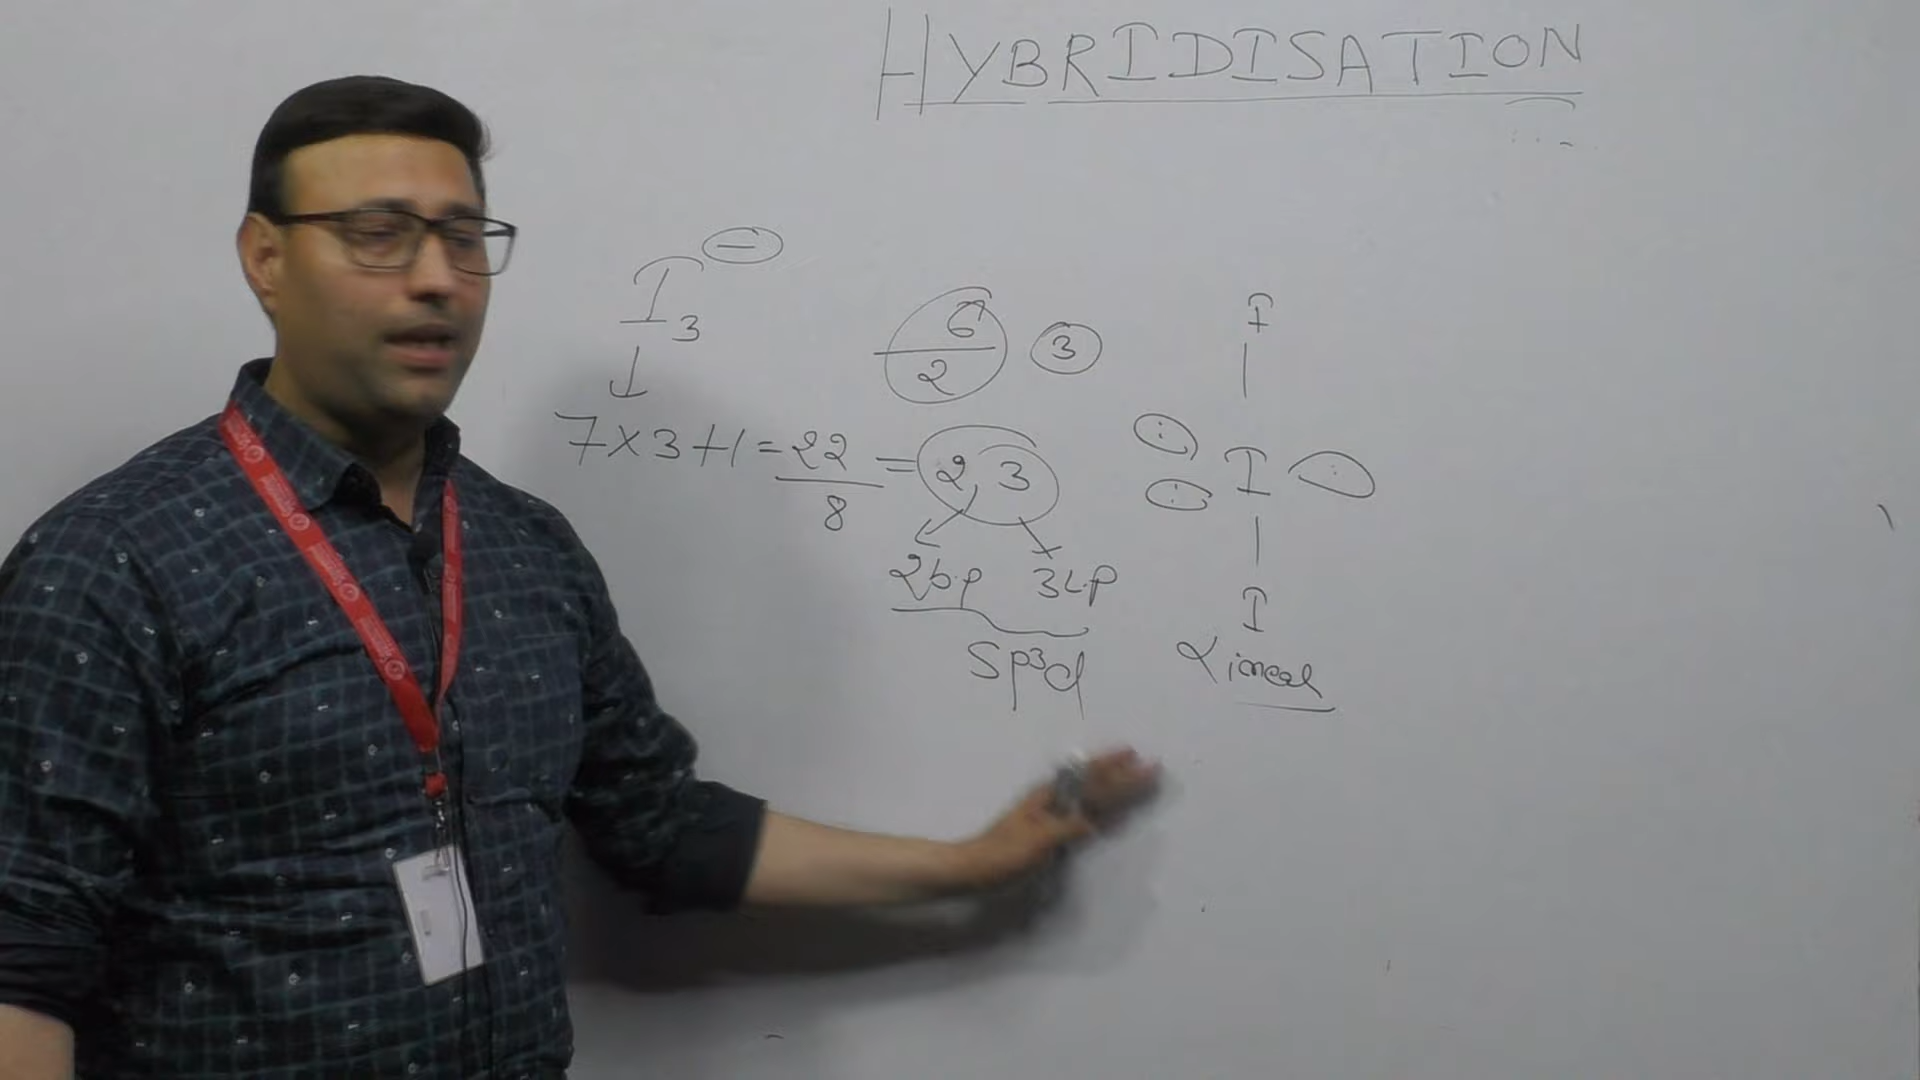 HYBRIDISATION
I₃⊖
↓
6/2 ③
7×3+1=22/8 = 2, 3
2b.p 3L.p
Sp³d
I
|
: I :
:
|
I
Linear